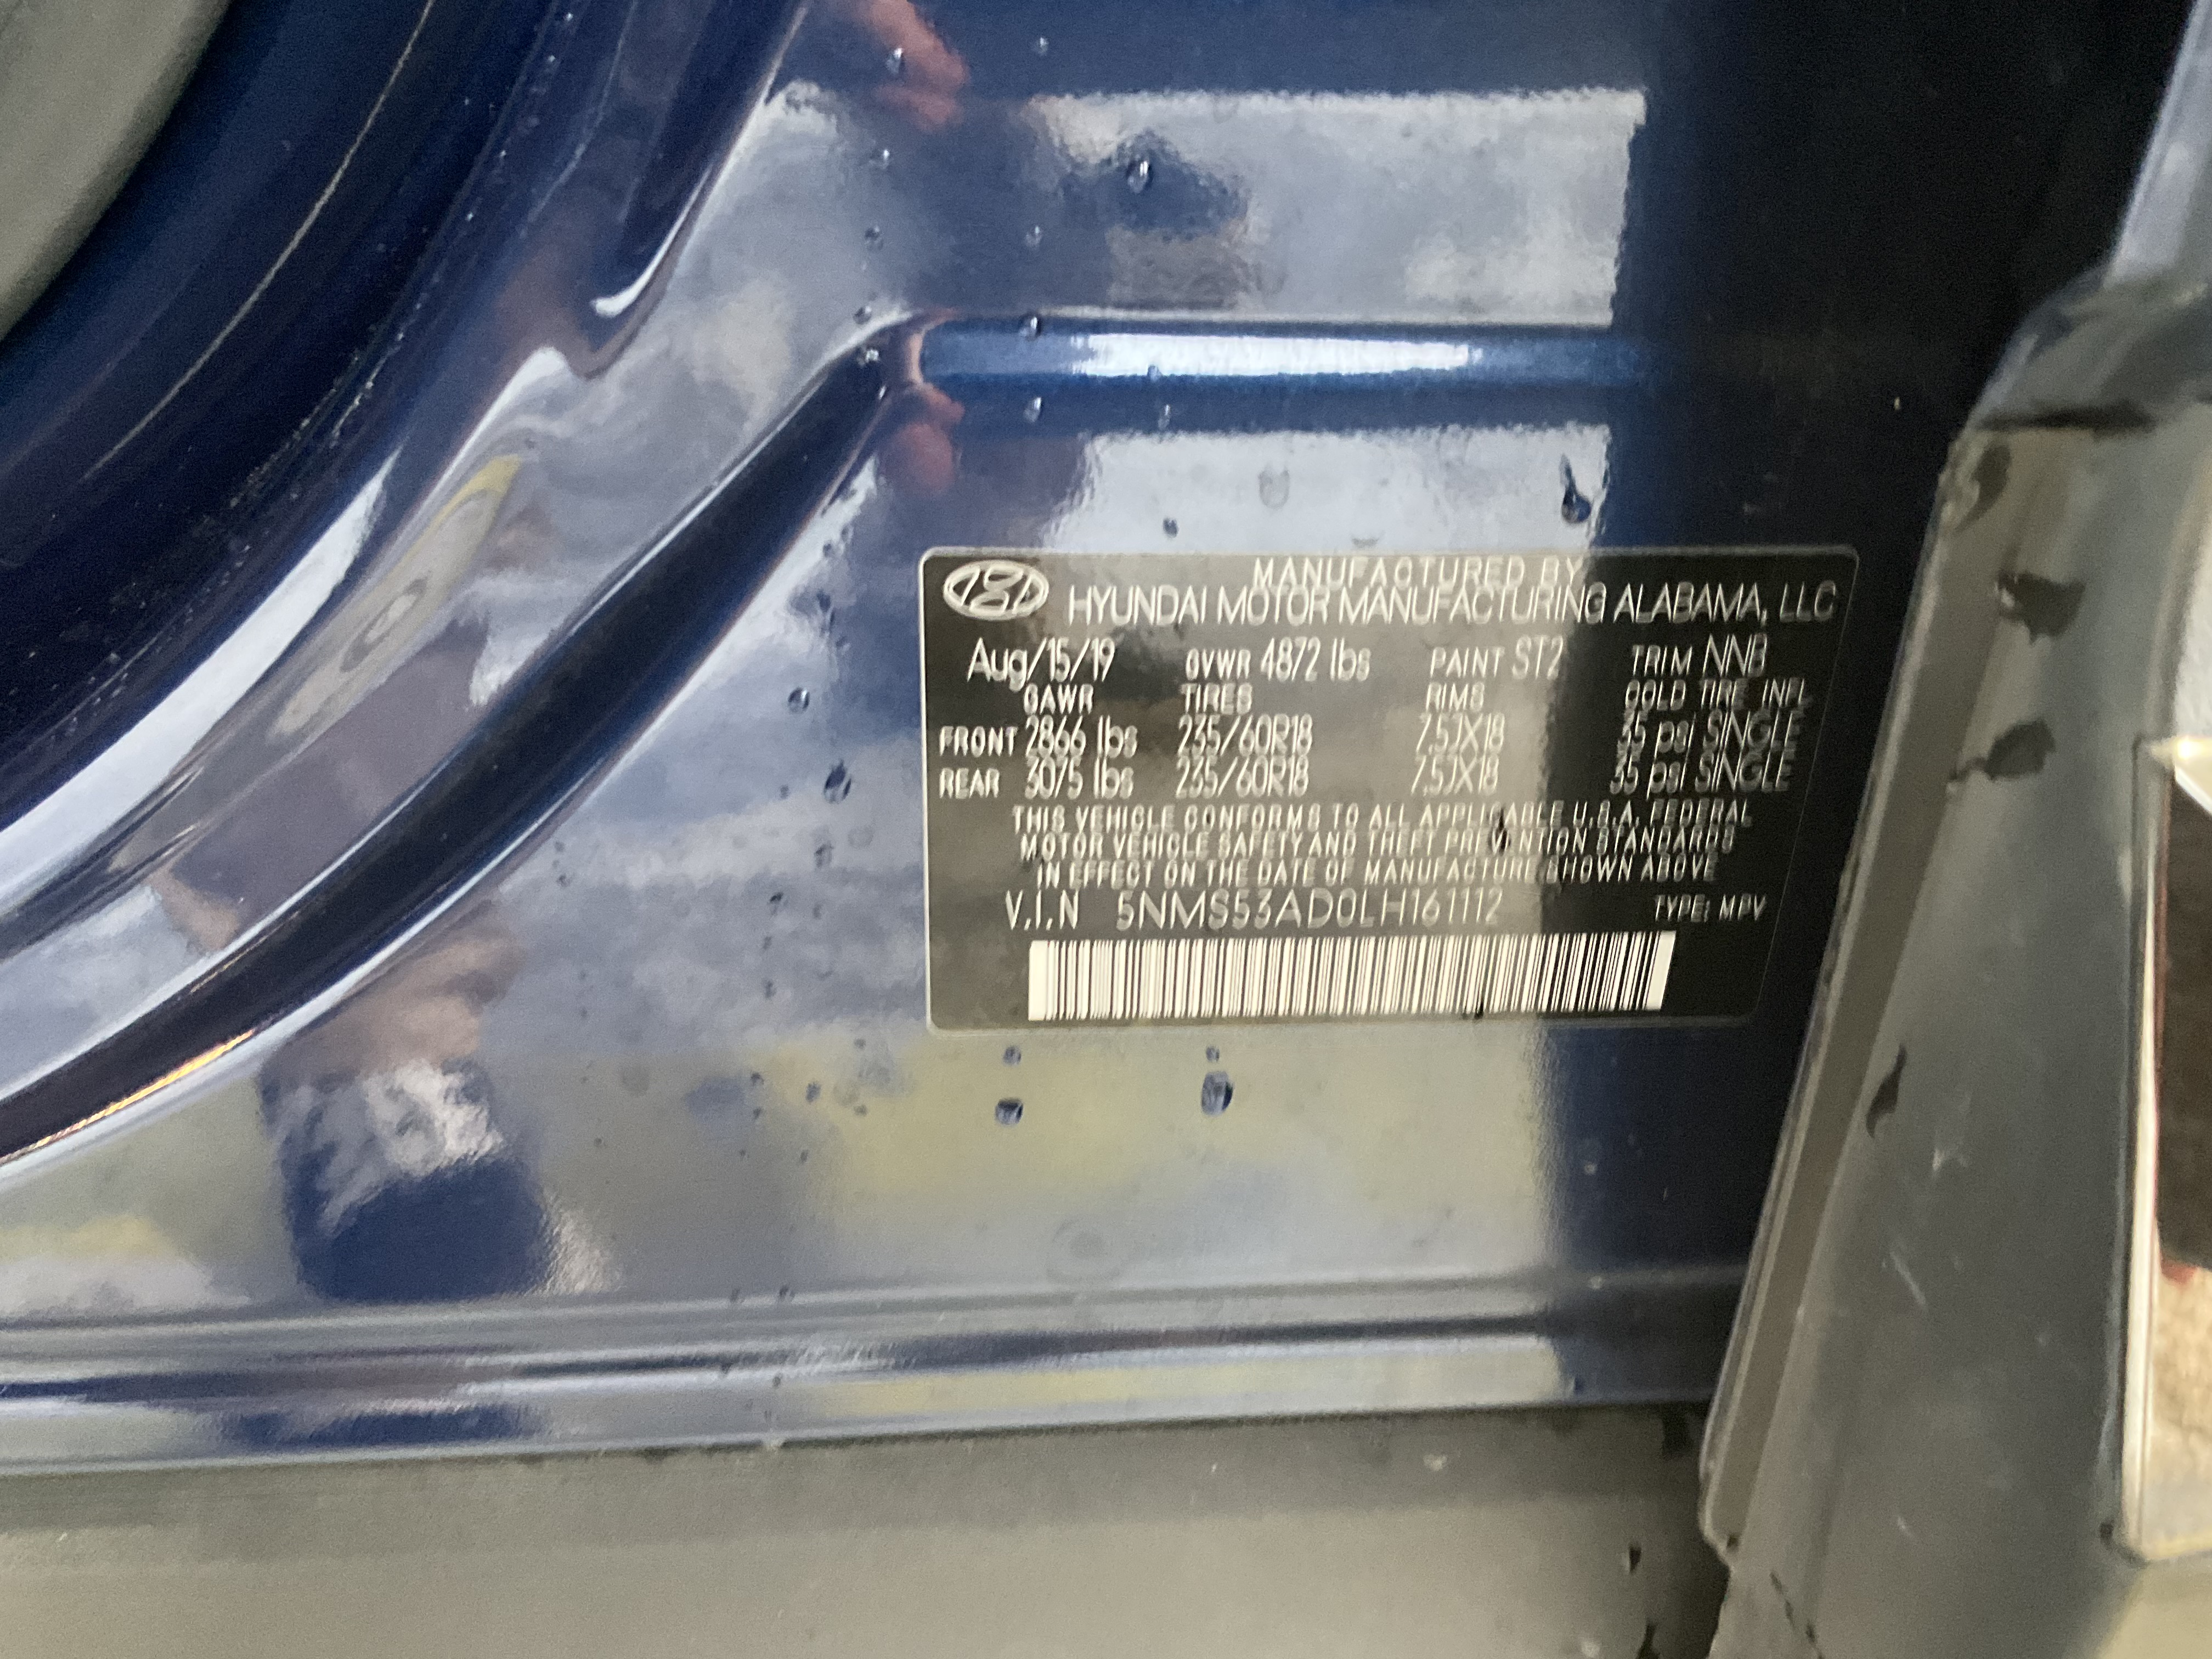 MANUFACTURED BY
HYUNDAI MOTOR MANUFACTURING ALABAMA, LLC
Aug/15/19 GVWR 4872 lbs PAINT ST2 TRIM NNB
GAWR TIRES RIMS COLD TIRE INFL
FRONT 2866 lbs 235/60R18 7.5JX18 35 psi SINGLE
REAR 3075 lbs 235/60R18 7.5JX18 35 psi SINGLE
THIS VEHICLE CONFORMS TO ALL APPLICABLE U.S.A. FEDERAL
MOTOR VEHICLE SAFETY AND THEFT PREVENTION STANDARDS
IN EFFECT ON THE DATE OF MANUFACTURE SHOWN ABOVE
V.I.N 5NMS53AD0LH161112 TYPE: MPV